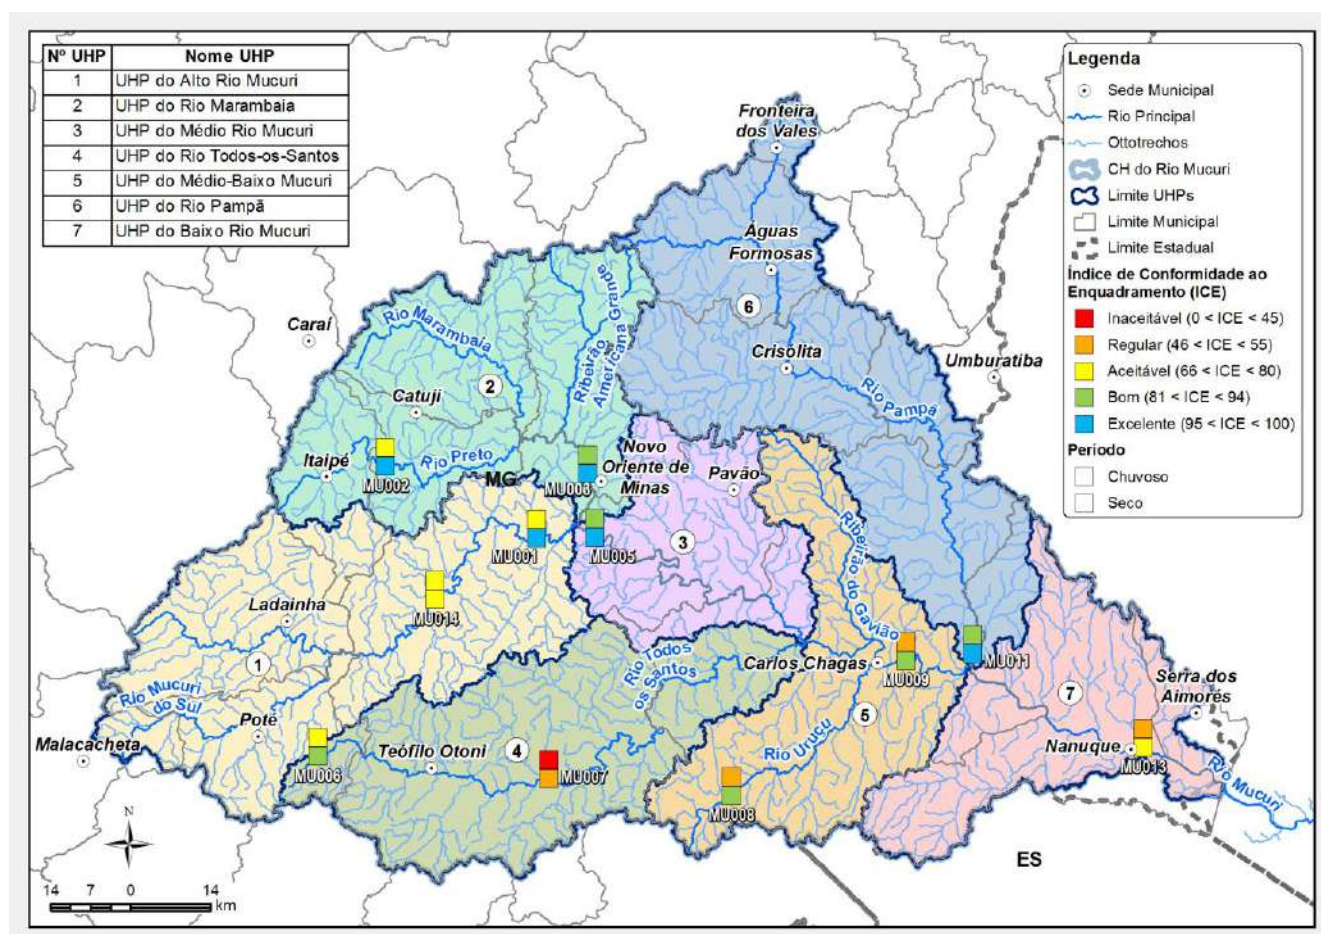 Nº UHP Nome UHP
1 UHP do Alto Rio Mucuri
2 UHP do Rio Marambaia
3 UHP do Médio Rio Mucuri
4 UHP do Rio Todos-os-Santos
5 UHP do Médio-Baixo Mucuri
6 UHP do Rio Pampã
7 UHP do Baixo Rio Mucuri
Legenda
Sede Municipal
Rio Principal
Ottotrechos
CH do Rio Mucuri
Limite UHPs
Limite Municipal
Limite Estadual
Índice de Conformidade ao
Enquadramento (ICE)
Inaceitável (0 < ICE < 45)
Regular (46 < ICE < 55)
Aceitável (66 < ICE < 80)
Bom (81 < ICE < 94)
Excelente (95 < ICE < 100)
Período
Chuvoso
Seco
Fronteira
dos Vales
Águas
Formosas
6
Crisólita
Umburatiba
Rio Pampã
Caraí
Rio Marambaia
Ribeirão
Americana Grande
2
Catuji
Itaipé
Rio Preto
MU002
MG
MU003
Novo
Oriente de
Minas
Pavão
3
MU001
MU005
MU014
Ladainha
1
Rio Mucuri
do Sul
Poté
Malacacheta
MU006
Teófilo Otoni
4
MU007
Rio Todos
os Santos
Ribeirão do Gavião
Carlos Chagas
MU009
MU011
5
Rio Uruçu
MU008
7
Serra dos
Aimorés
Nanuque
MU013
Rio Mucuri
ES
N
14 7 0 14
km